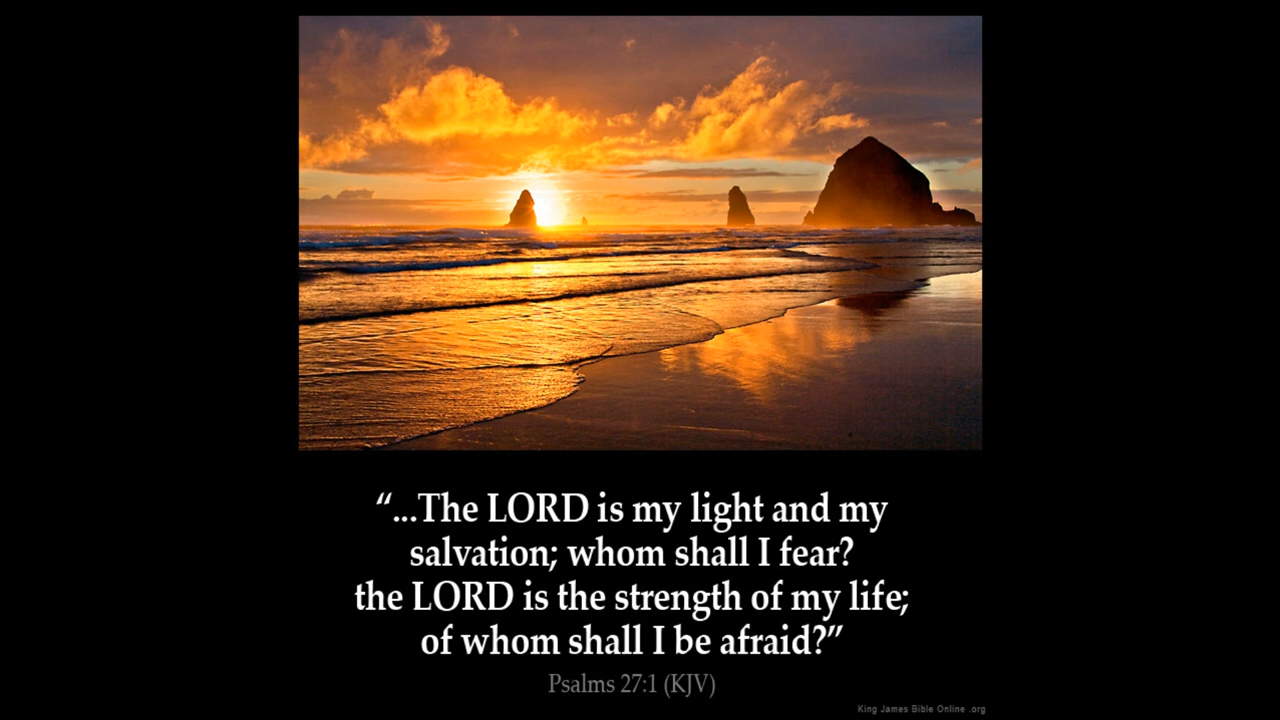 “...The LORD is my light and my
salvation; whom shall I fear?
the LORD is the strength of my life;
of whom shall I be afraid?”
Psalms 27:1 (KJV)
King James Bible Online .org